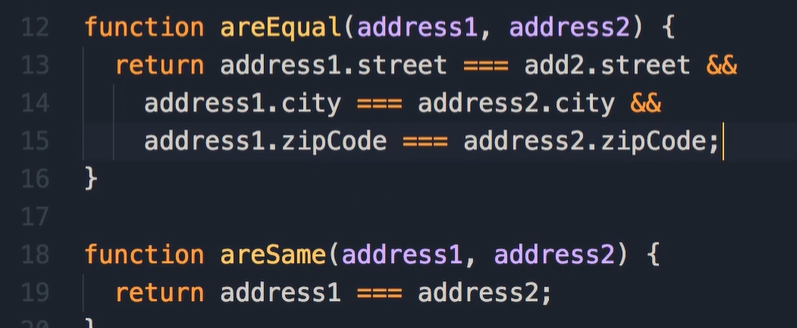 12 function areEqual(address1, address2) {
13 return address1.street === add2.street &&
14 address1.city === address2.city &&
15 address1.zipCode === address2.zipCode;
16 }
17
18 function areSame(address1, address2) {
19 return address1 === address2;
20 }